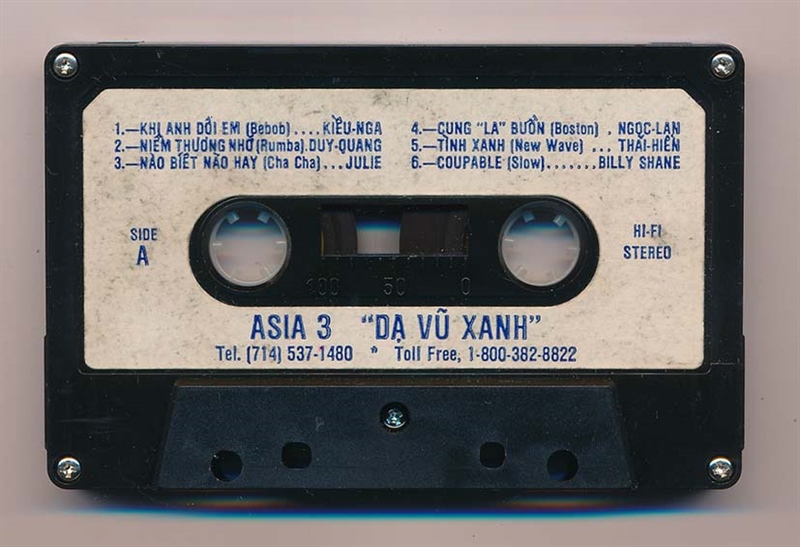 1.—KHI ANH DỐI EM (Bebob)....KIỀU-NGA
2.—NIỀM THƯƠNG NHỚ(Rumba).DUY-QUANG
3.—NÀO BIẾT NÀO HAY (Cha Cha)...JULIE
4.—CUNG "LA" BUỒN (Boston) . NGỌC-LAN
5.—TÌNH XANH (New Wave) ... THÁI-HIỀN
6.—COUPABLE (Slow).......BILLY SHANE
SIDE
A
HI-FI
STEREO
100 50 0
ASIA 3 "DẠ VŨ XANH"
Tel. (714) 537-1480 * Toll Free, 1-800-382-8822